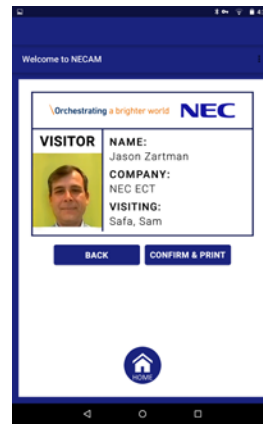 Welcome to NECAM
\Orchestrating a brighter world NEC
VISITOR
NAME:
Jason Zartman
COMPANY:
NEC ECT
VISITING:
Safa, Sam
BACK
CONFIRM & PRINT
HOME